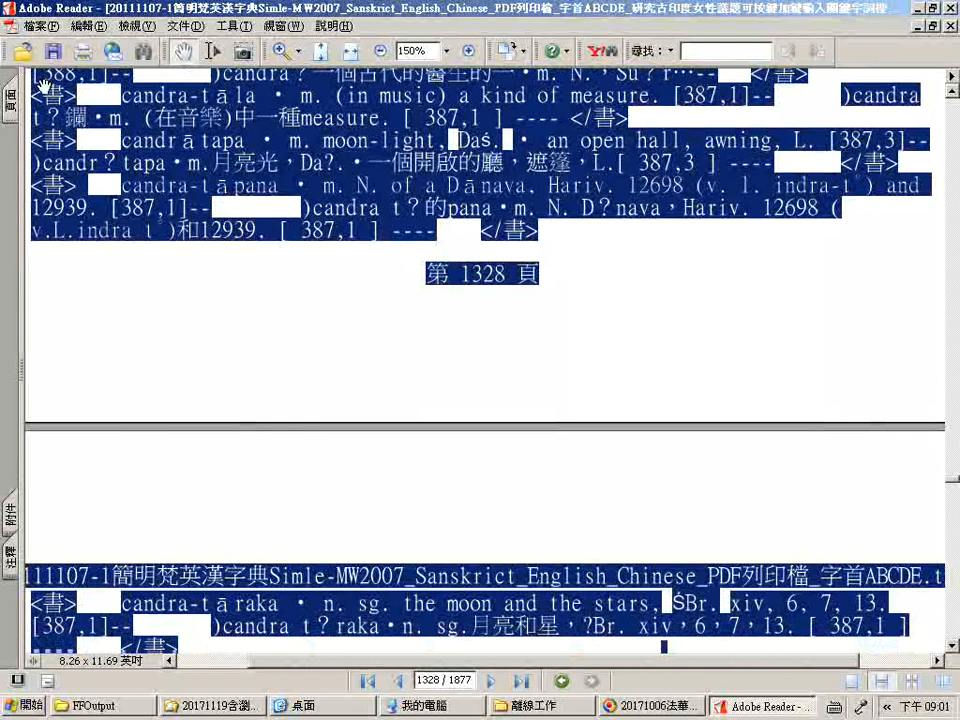 Adobe Reader - [20111107-1簡明梵英漢字典Simle-MW2007_Sanskrict_English_Chinese_PDF列印檔_字首ABCDE_研究古印度女性議題可按鍵加鍵輸入關鍵字詞搜
檔案(F) 編輯(E) 檢視(V) 文件(D) 工具(T) 視窗(W) 說明(H)
150% 尋找：
[388,1]-- )candra？一個古代的醫生的一‧m. N.，Su？r…-- </書>
<書> candra-tāla ‧ m. (in music) a kind of measure. [387,1]-- )candra
t？鑭‧m. (在音樂)中一種measure. [ 387,1 ] ---- </書>
<書> candrātapa ‧ m. moon-light, Daś. ‧ an open hall, awning, L. [387,3]--
)candr？tapa‧m.月亮光，Da?.‧一個開啟的廳，遮篷，L.[ 387,3 ] ---- </書>
<書> candra-tāpana ‧ m. N. of a Dānava, Hariv. 12698 (v. l. indra-t°) and
12939. [387,1]-- )candra t？的pana‧m. N. D？nava，Hariv. 12698 (
v.L.indra t°)和12939. [ 387,1 ] ---- </書>
第 1328 頁
111107-1簡明梵英漢字典Simle-MW2007_Sanskrict_English_Chinese_PDF列印檔_字首ABCDE.t
<書> candra-tāraka ‧ n. sg. the moon and the stars, ŚBr. xiv, 6, 7, 13.
[387,1]-- )candra t？raka‧n. sg.月亮和星，?Br. xiv，6，7，13. [ 387,1 ]
---- </書>
頁面
附件
註釋
8.26 x 11.69 英吋
1328 / 1877
開始 FFOutput 20171119含瀏... 桌面 我的電腦 離線工作 20171006法華... Adobe Reader - ... 下午 09:01